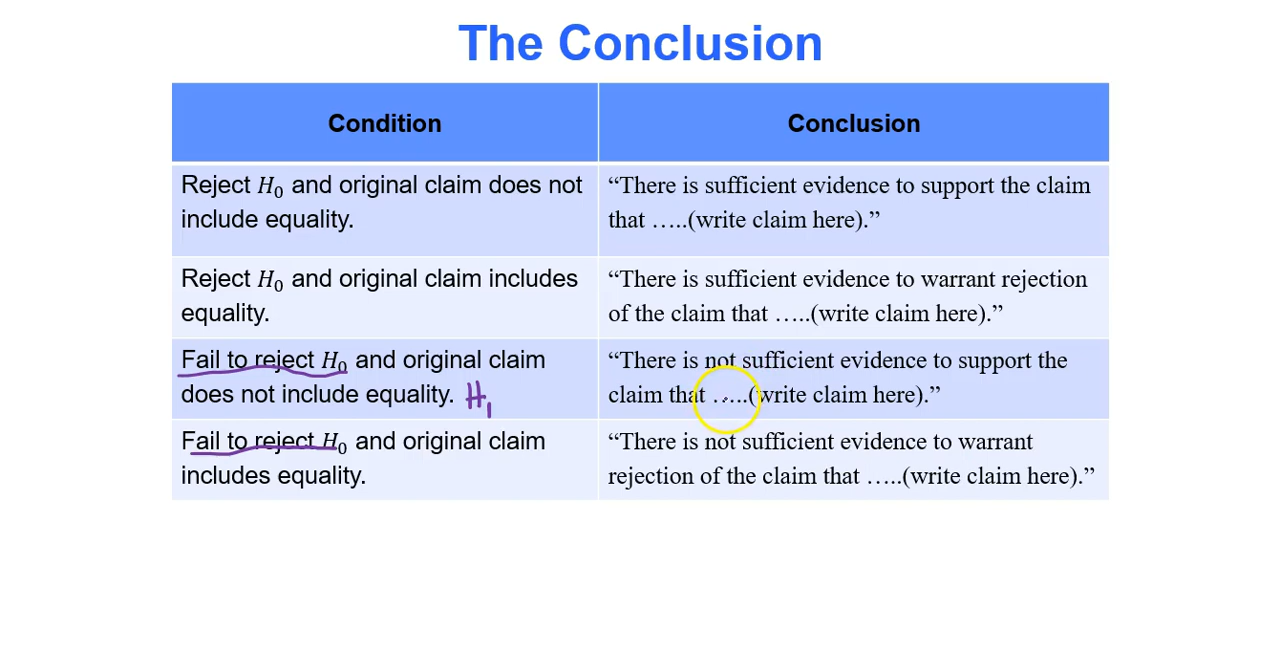 The Conclusion
Condition
Conclusion
Reject H₀ and original claim does not
include equality.
“There is sufficient evidence to support the claim
that …..(write claim here).”
Reject H₀ and original claim includes
equality.
“There is sufficient evidence to warrant rejection
of the claim that …..(write claim here).”
Fail to reject H₀ and original claim
does not include equality. H₁
“There is not sufficient evidence to support the
claim that …..(write claim here).”
Fail to reject H₀ and original claim
includes equality.
“There is not sufficient evidence to warrant
rejection of the claim that …..(write claim here).”